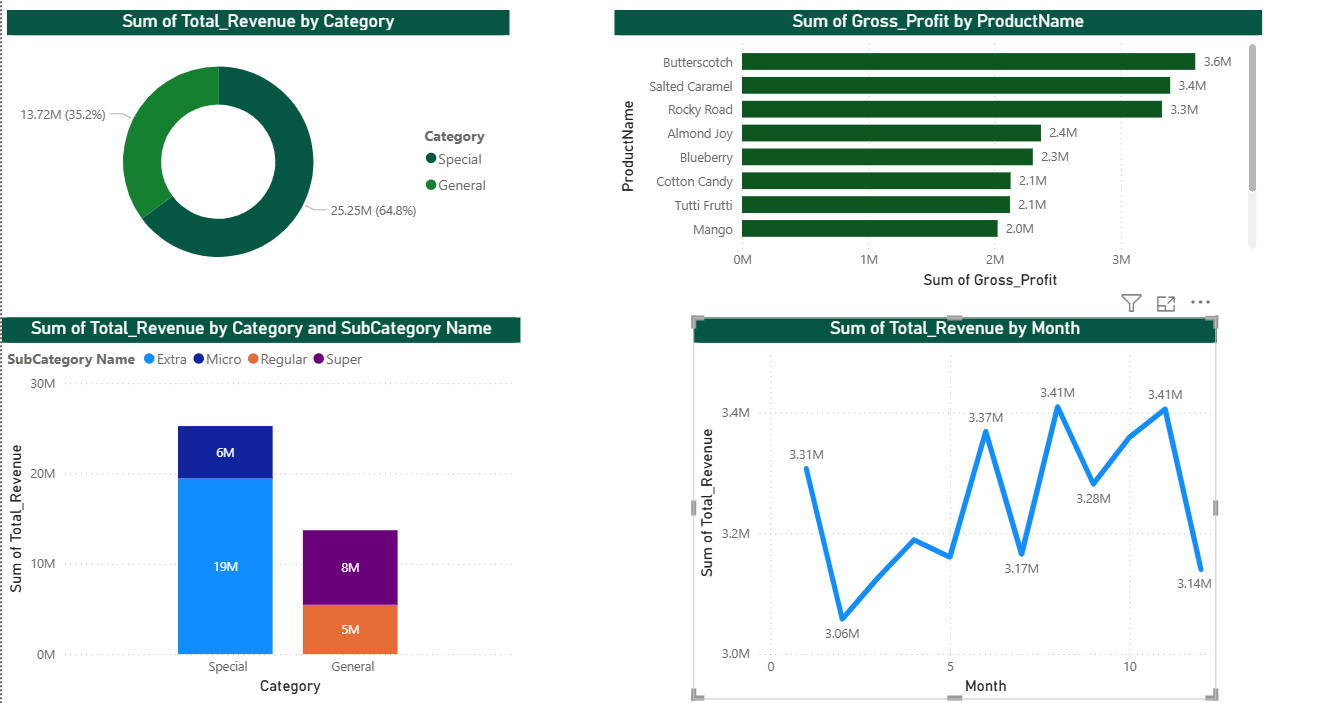 Sum of Total_Revenue by Category
13.72M (35.2%)
25.25M (64.8%)
Category
Special
General
Sum of Gross_Profit by ProductName
ProductName
Butterscotch 3.6M
Salted Caramel 3.4M
Rocky Road 3.3M
Almond Joy 2.4M
Blueberry 2.3M
Cotton Candy 2.1M
Tutti Frutti 2.1M
Mango 2.0M
0M 1M 2M 3M
Sum of Gross_Profit
Sum of Total_Revenue by Category and SubCategory Name
SubCategory Name Extra Micro Regular Super
Sum of Total_Revenue
30M
20M
10M
0M
6M
19M
8M
5M
Special General
Category
Sum of Total_Revenue by Month
Sum of Total_Revenue
3.4M
3.2M
3.0M
3.31M
3.06M
3.37M
3.17M
3.41M
3.28M
3.41M
3.14M
0 5 10
Month